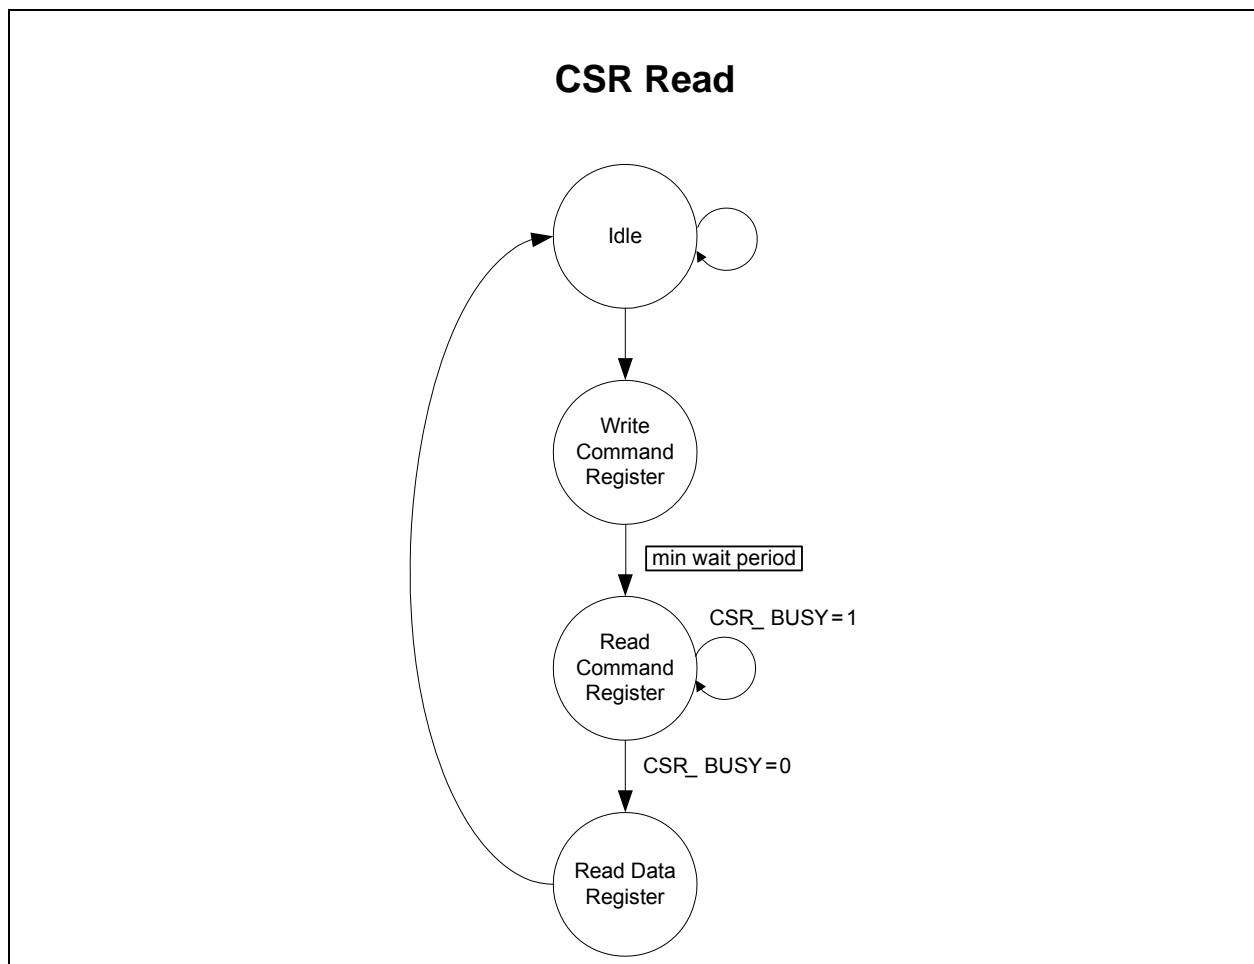 CSR Read
Idle
Write
Command
Register
min wait period
CSR_ BUSY=1
Read
Command
Register
CSR_ BUSY=0
Read Data
Register